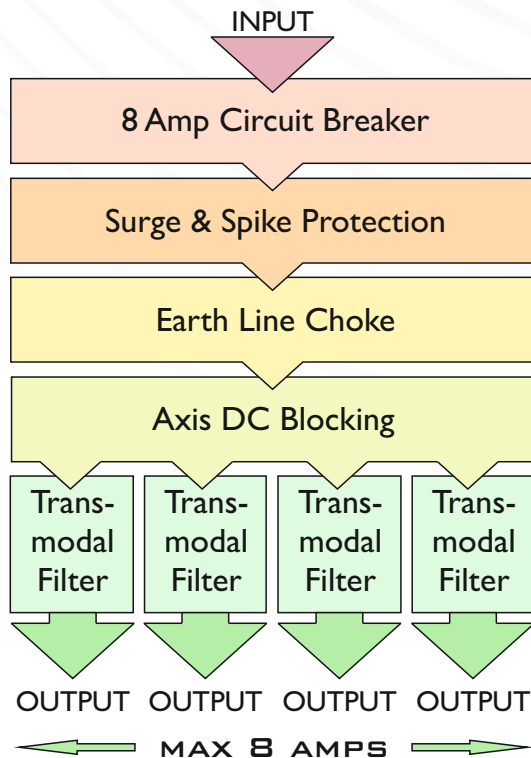 INPUT
8 Amp Circuit Breaker
Surge & Spike Protection
Earth Line Choke
Axis DC Blocking
Trans-
modal
Filter
Trans-
modal
Filter
Trans-
modal
Filter
Trans-
modal
Filter
OUTPUT OUTPUT OUTPUT OUTPUT
MAX 8 AMPS